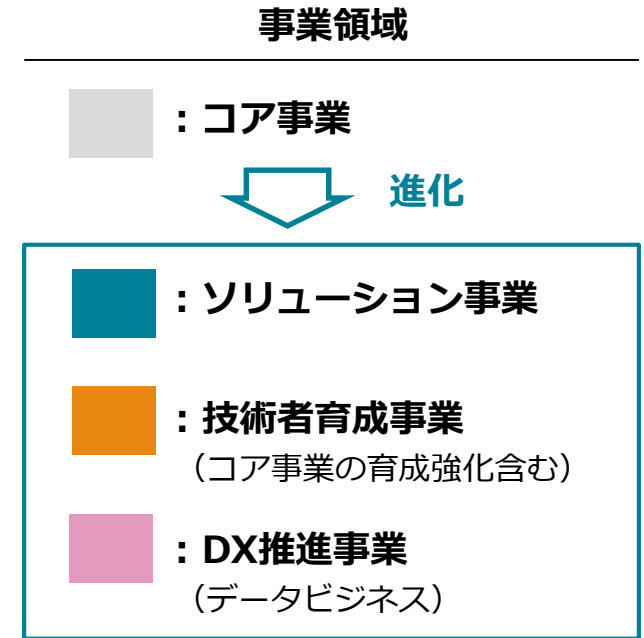 事業領域
：コア事業
進化
：ソリューション事業
：技術者育成事業
（コア事業の育成強化含む）
：DX推進事業
（データビジネス）